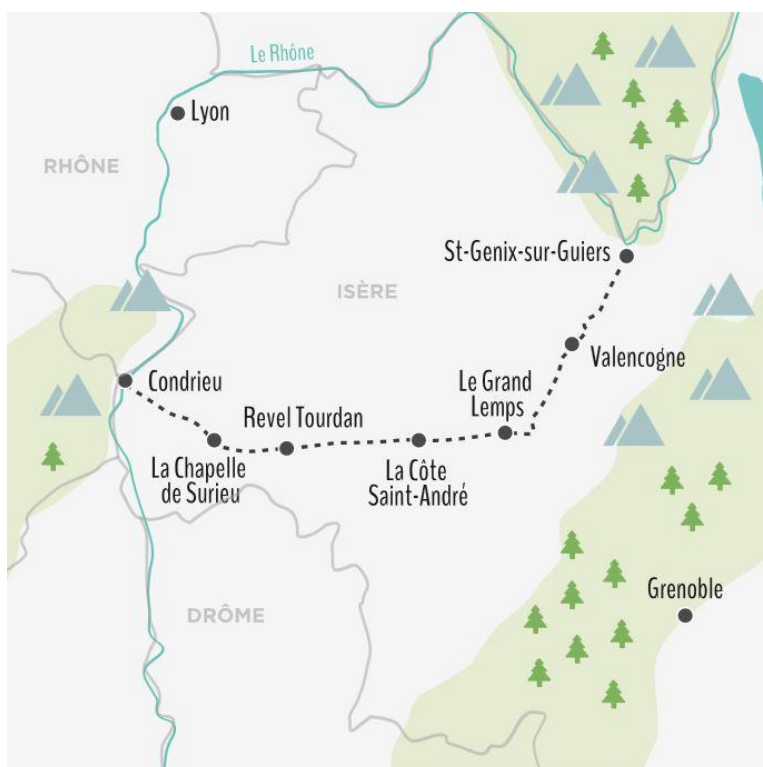 Le Rhône
Lyon
RHÔNE
St-Genix-sur-Guiers
ISÈRE
Valencogne
Condrieu
Le Grand
Lemps
Revel Tourdan
La Chapelle
de Surieu
La Côte
Saint-André
Grenoble
DRÔME